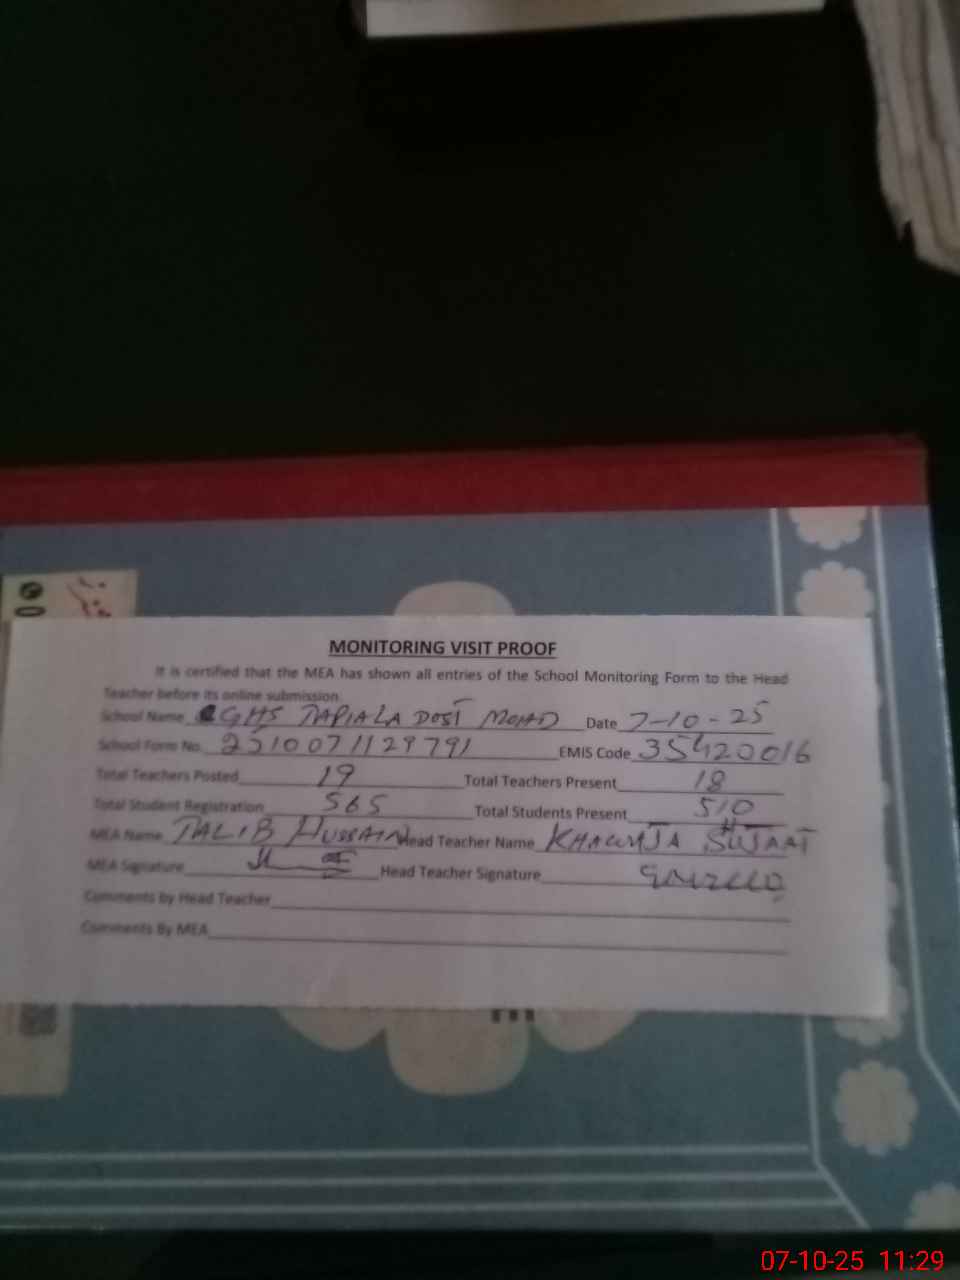 MONITORING VISIT PROOF
It is certified that the MEA has shown all entries of the School Monitoring Form to the Head
Teacher before its online submission
School Name GHS TAPIALA DOST MOHD Date 7-10-25
School Form No. 2510071129791 EMIS Code 35420016
Total Teachers Posted 19 Total Teachers Present 18
Total Student Registration 565 Total Students Present 510
MEA Name TALIB HUSSAIN Head Teacher Name KHAWAJA SUJAAT
MEA Signature Head Teacher Signature
Comments by Head Teacher
Comments By MEA
07-10-25 11:29